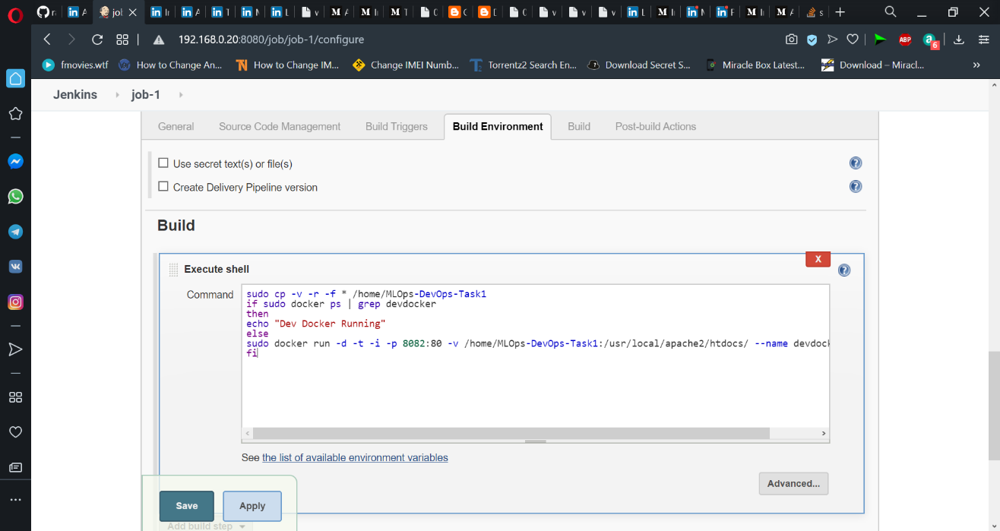 192.168.0.20:8080/job/job-1/configure
ABP
6
fmovies.wtf How to Change An... How to Change IM... Change IMEI Numb... Torrentz2 Search En... Download Secret S... Miracle Box Latest... Download – Miracl...
Jenkins job-1
General Source Code Management Build Triggers Build Environment Build Post-build Actions
Use secret text(s) or file(s)
Create Delivery Pipeline version
Build
X
Execute shell
Command
sudo cp -v -r -f * /home/MLOps-DevOps-Task1
if sudo docker ps | grep devdocker
then
echo "Dev Docker Running"
else
sudo docker run -d -t -i -p 8082:80 -v /home/MLOps-DevOps-Task1:/usr/local/apache2/htdocs/ --name devdock
fi
See the list of available environment variables
Advanced...
Save Apply
Add build step